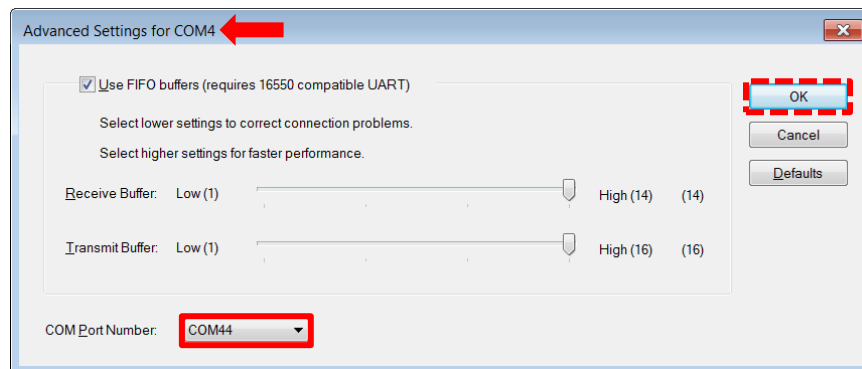 Advanced Settings for COM4
Use FIFO buffers (requires 16550 compatible UART)
OK
Select lower settings to correct connection problems.
Cancel
Select higher settings for faster performance.
Defaults
Receive Buffer: Low (1) High (14) (14)
Transmit Buffer: Low (1) High (16) (16)
COM Port Number: COM44